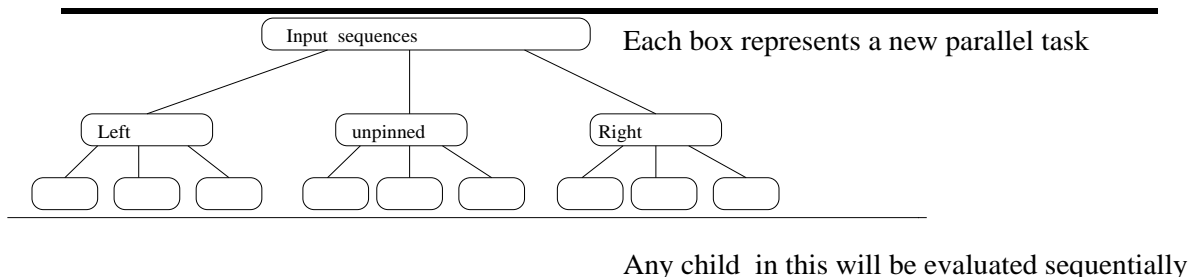 Input sequences
Each box represents a new parallel task
Left
unpinned
Right
Any child in this will be evaluated sequentially